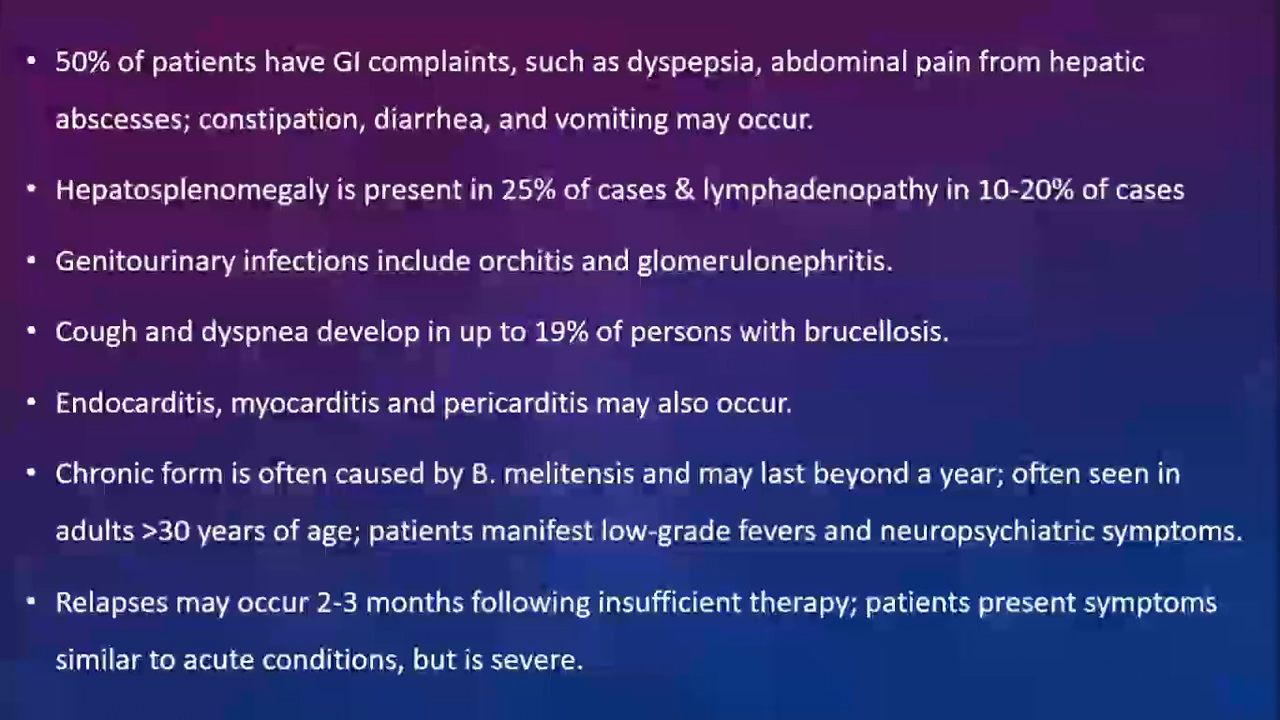 • 50% of patients have GI complaints, such as dyspepsia, abdominal pain from hepatic
abscesses; constipation, diarrhea, and vomiting may occur.
• Hepatosplenomegaly is present in 25% of cases & lymphadenopathy in 10-20% of cases
• Genitourinary infections include orchitis and glomerulonephritis.
• Cough and dyspnea develop in up to 19% of persons with brucellosis.
• Endocarditis, myocarditis and pericarditis may also occur.
• Chronic form is often caused by B. melitensis and may last beyond a year; often seen in
adults >30 years of age; patients manifest low-grade fevers and neuropsychiatric symptoms.
• Relapses may occur 2-3 months following insufficient therapy; patients present symptoms
similar to acute conditions, but is severe.